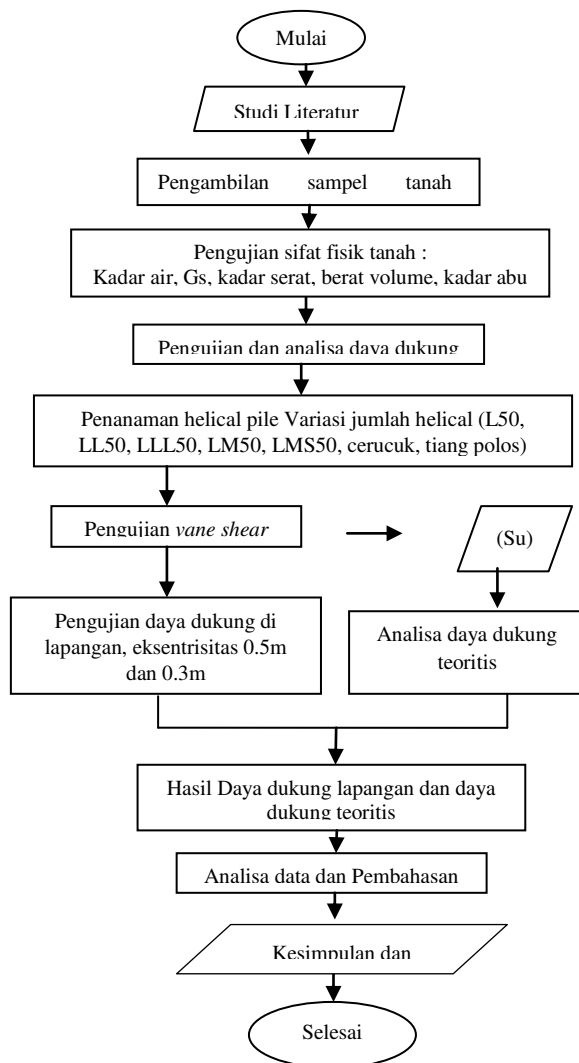 Mulai
Studi Literatur
Pengambilan sampel tanah
Pengujian sifat fisik tanah :
Kadar air, Gs, kadar serat, berat volume, kadar abu
Pengujian dan analisa daya dukung
Penanaman helical pile Variasi jumlah helical (L50,
LL50, LLL50, LM50, LMS50, cerucuk, tiang polos)
Pengujian vane shear
(Su)
Pengujian daya dukung di
lapangan, eksentrisitas 0.5m
dan 0.3m
Analisa daya dukung
teoritis
Hasil Daya dukung lapangan dan daya
dukung teoritis
Analisa data dan Pembahasan
Kesimpulan dan
Selesai